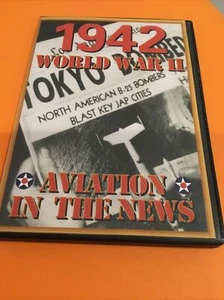 1942
WORLD WAR II
TOKYO
NORTH AMERICAN B-25 BOMBERS
BLAST KEY JAP CITIES
AVIATION
IN THE NEWS